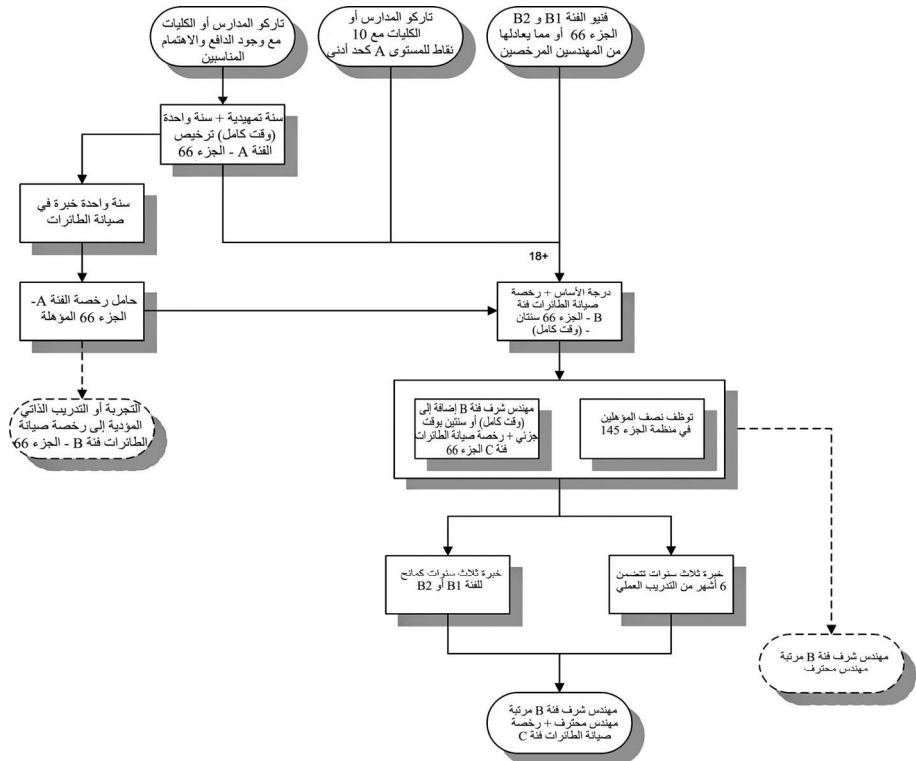 فنيو الفئة B1 و B2
الجزء 66 أو مما يعادلها
من المهندسين المرخصين
تاركو المدارس أو
الكليات مع 10
نقاط للمستوى A كحد أدنى
تاركو المدارس أو الكليات
مع وجود الدافع والاهتمام
المناسبين
سنة تمهيدية + سنة واحدة
(وقت كامل) ترخيص
الفئة A - الجزء 66
سنة واحدة خبرة في
صيانة الطائرات
18+
درجة الأساس + رخصة
صيانة الطائرات فئة
B - الجزء 66 سنتان
- (وقت كامل)
حامل رخصة الفئة A-
الجزء 66 المؤهلة
التجربة أو التدريب الذاتي
المؤدية إلى رخصة صيانة
الطائرات فئة B - الجزء 66
توظف نصف المؤهلين
في منظمة الجزء 145
مهندس شرف فئة B إضافة إلى
(وقت كامل) أو سنتين بوقت
جزئي + رخصة صيانة الطائرات
فئة C الجزء 66
خبرة ثلاث سنوات تتضمن
6 أشهر من التدريب العملي
خبرة ثلاث سنوات كمانح
للفئة B1 أو B2
مهندس شرف فئة B مرتبة
مهندس محترف
مهندس شرف فئة B مرتبة
مهندس محترف + رخصة
صيانة الطائرات فئة C